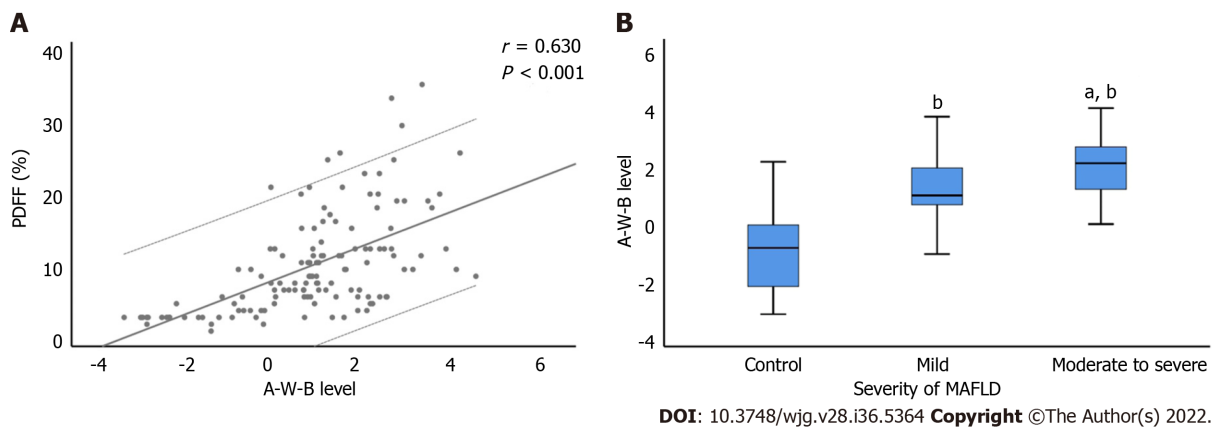 A
r = 0.630
P < 0.001
40
30
20
10
0
PDFF (%)
-4 -2 0 2 4 6
A-W-B level
B
6
4
2
0
-2
-4
A-W-B level
b
a, b
Control Mild Moderate to severe
Severity of MAFLD
DOI: 10.3748/wjg.v28.i36.5364 Copyright ©The Author(s) 2022.